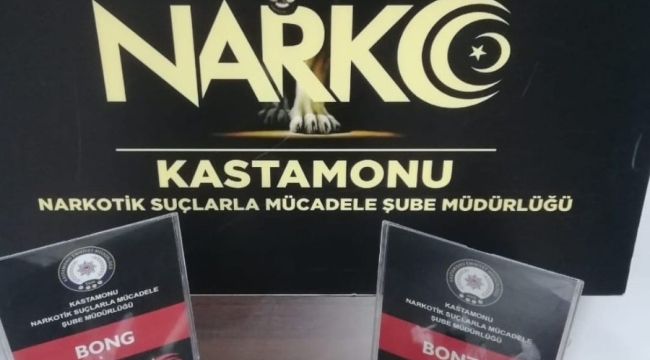 NARKO
KASTAMONU
NARKOTİK SUÇLARLA MÜCADELE ŞUBE MÜDÜRLÜĞÜ
KASTAMONU
NARKOTİK SUÇLARLA MÜCADELE
ŞUBE MÜDÜRLÜĞÜ
BONG
KASTAMONU
NARKOTİK SUÇLARLA MÜCADELE
ŞUBE MÜDÜRLÜĞÜ